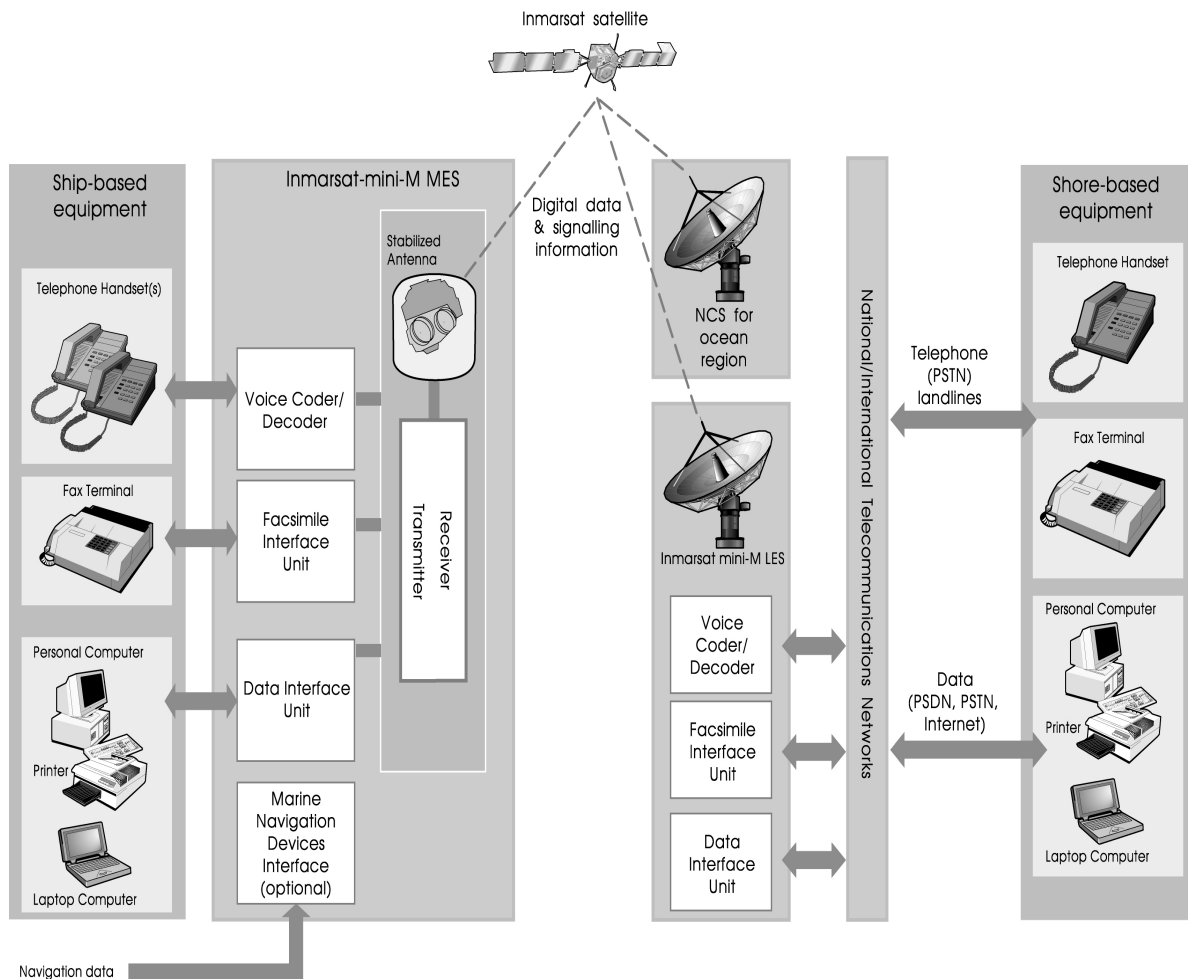 Inmarsat satellite
Ship-based
equipment
Telephone Handset(s)
Fax Terminal
Personal Computer
Printer
Laptop Computer
Navigation data
Inmarsat-mini-M MES
Stabilized
Antenna
Voice Coder/
Decoder
Facsimile
Interface
Unit
Data Interface
Unit
Marine
Navigation
Devices
Interface
(optional)
Receiver
Transmitter
Digital data
& signalling
information
NCS for
ocean
region
Inmarsat mini-M LES
Voice
Coder/
Decoder
Facsimile
Interface
Unit
Data
Interface
Unit
National/International Telecommunications Networks
Telephone
(PSTN)
landlines
Data
(PSDN, PSTN,
Internet)
Shore-based
equipment
Telephone Handset
Fax Terminal
Personal Computer
Printer
Laptop Computer